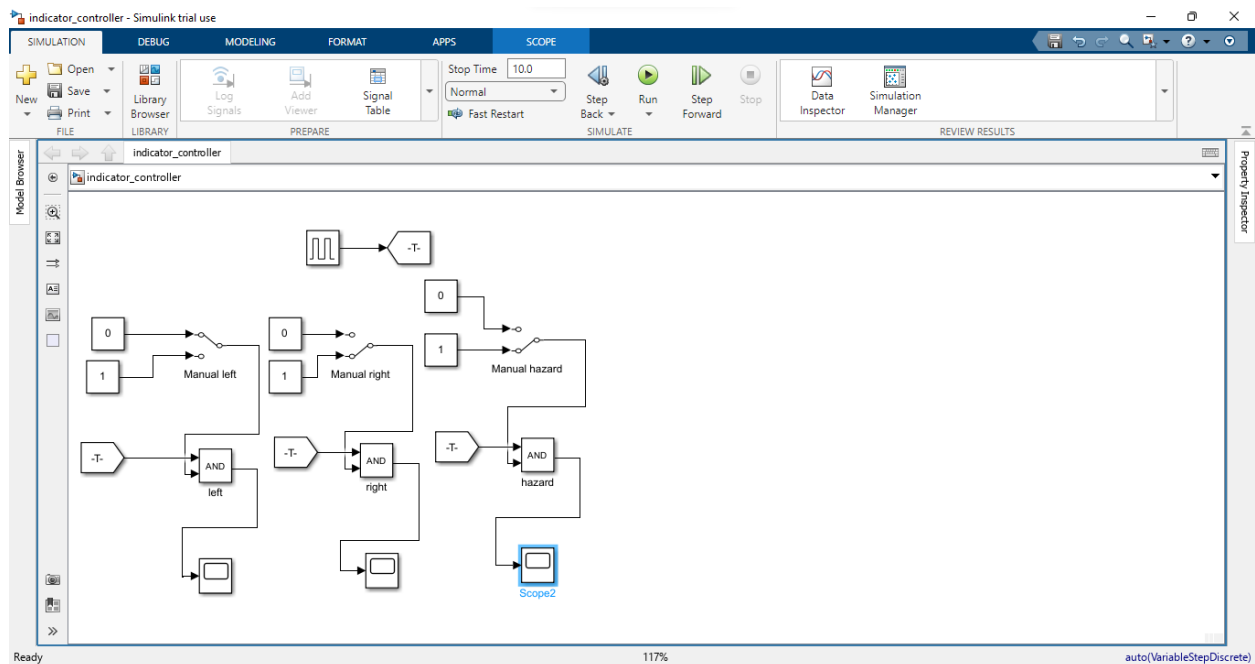 indicator_controller - Simulink trial use
SIMULATION DEBUG MODELING FORMAT APPS SCOPE
New
Open
Save
Print
FILE
Library Browser
LIBRARY
Log Signals
Add Viewer
Signal Table
PREPARE
Stop Time 10.0
Normal
Fast Restart
Step Back
Run
Step Forward
Stop
SIMULATE
Data Inspector
Simulation Manager
REVIEW RESULTS
Model Browser
indicator_controller
indicator_controller
Property Inspector
-T-
0
0
0
1
1
1
Manual left
Manual right
Manual hazard
-T-
-T-
-T-
AND
AND
AND
left
right
hazard
Scope2
Ready
117%
auto(VariableStepDiscrete)